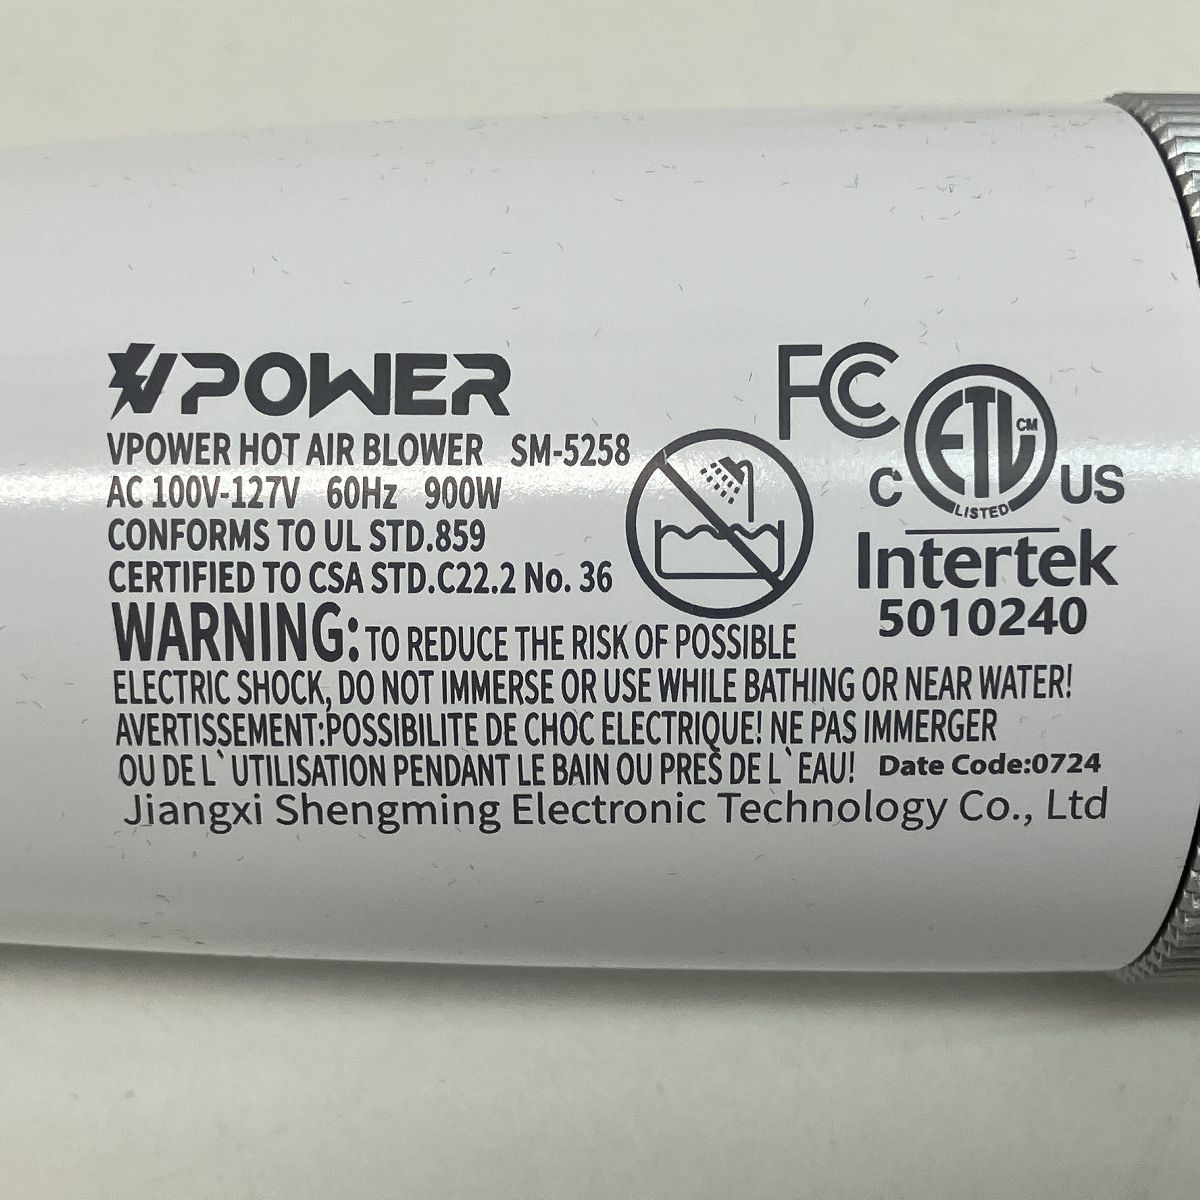 VPOWER
VPOWER HOT AIR BLOWER SM-5258
AC 100V-127V 60Hz 900W
CONFORMS TO UL STD.859
CERTIFIED TO CSA STD.C22.2 No. 36
WARNING: TO REDUCE THE RISK OF POSSIBLE
ELECTRIC SHOCK, DO NOT IMMERSE OR USE WHILE BATHING OR NEAR WATER!
AVERTISSEMENT:POSSIBILITE DE CHOC ELECTRIQUE! NE PAS IMMERGER
OU DE L`UTILISATION PENDANT LE BAIN OU PRÈS DE L`EAU! Date Code:0724
Jiangxi Shengming Electronic Technology Co., Ltd
FC
ETL CM
C LISTED US
Intertek
5010240